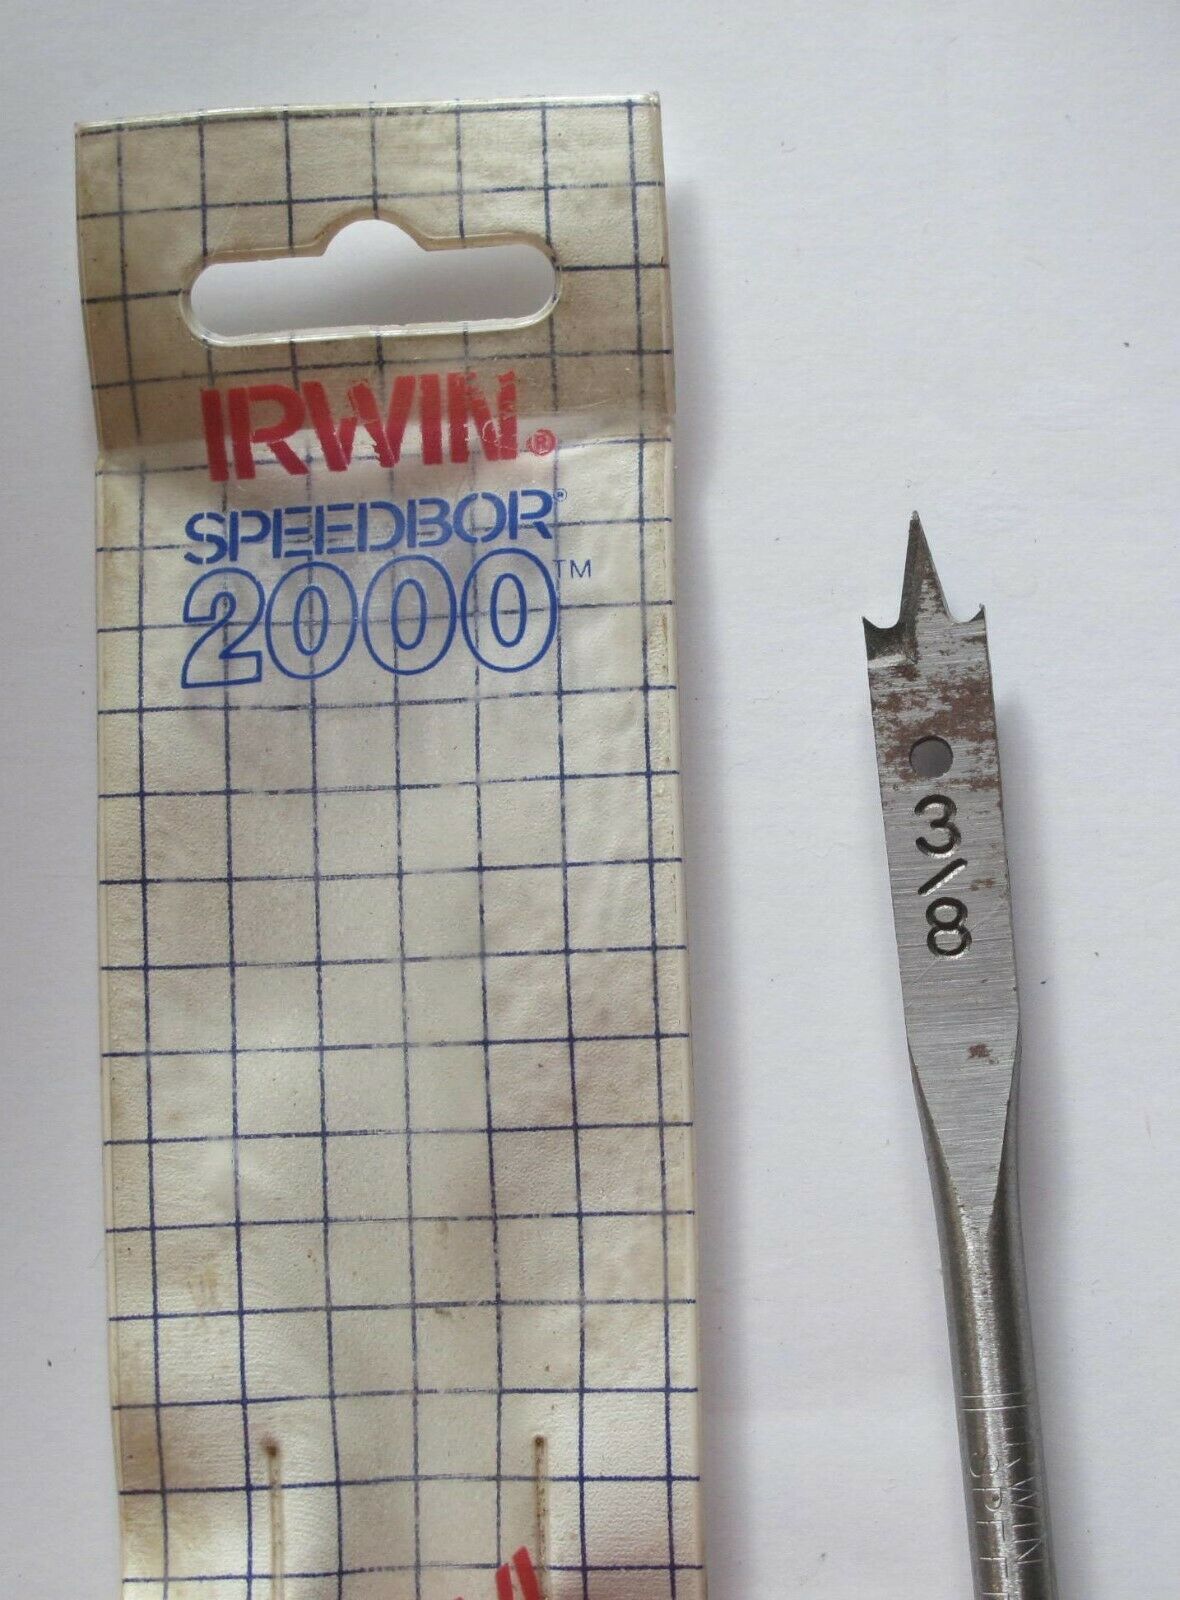 IRWIN®
SPEEDBOR®
2000™
3/8
IRWIN